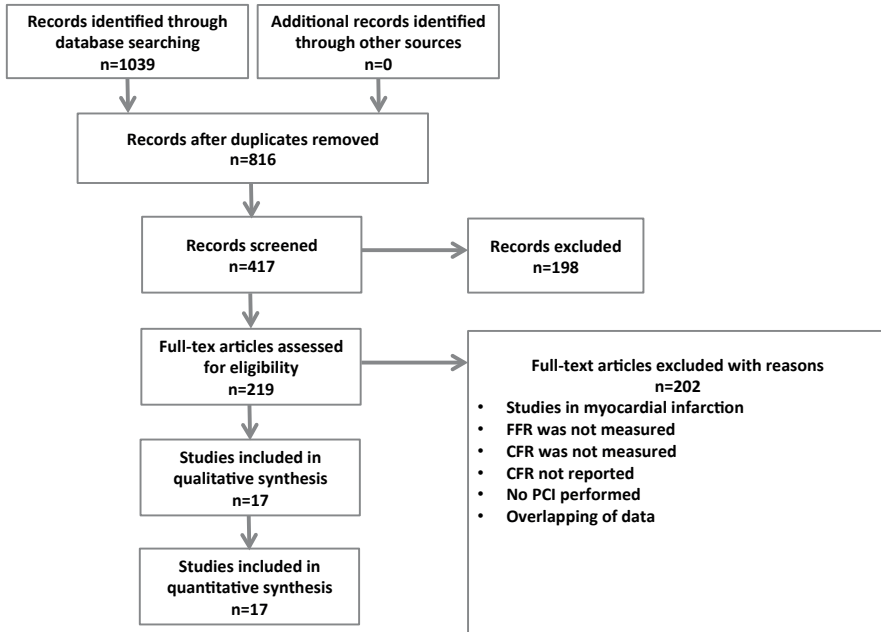 Records identified through
database searching
n=1039
Additional records identified
through other sources
n=0
Records after duplicates removed
n=816
Records screened
n=417
Records excluded
n=198
Full-tex articles assessed
for eligibility
n=219
Full-text articles excluded with reasons
n=202
• Studies in myocardial infarction
• FFR was not measured
• CFR was not measured
• CFR not reported
• No PCI performed
• Overlapping of data
Studies included in
qualitative synthesis
n=17
Studies included in
quantitative synthesis
n=17